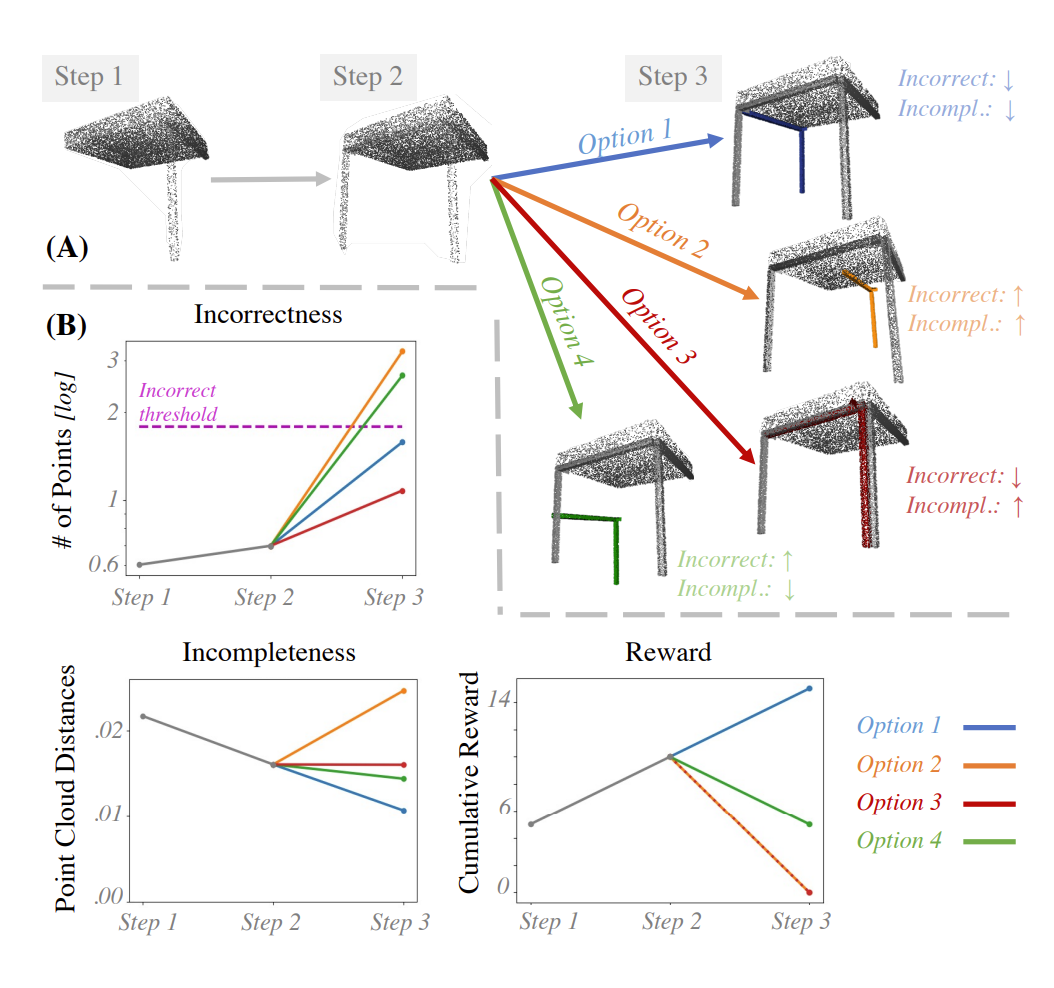 Step 1
Step 2
Step 3
Option 1
Incorrect: ↓
Incompl.: ↓
Option 2
Incorrect: ↑
Incompl.: ↑
Option 3
Incorrect: ↓
Incompl.: ↑
Option 4
Incorrect: ↑
Incompl.: ↓
(A)
(B)
Incorrectness
# of Points [log]
3
2
1
0.6
Incorrect
threshold
Step 1
Step 2
Step 3
Incompleteness
Point Cloud Distances
.02
.01
.00
Step 1
Step 2
Step 3
Reward
Cumulative Reward
14
6
0
Step 1
Step 2
Step 3
Option 1
Option 2
Option 3
Option 4